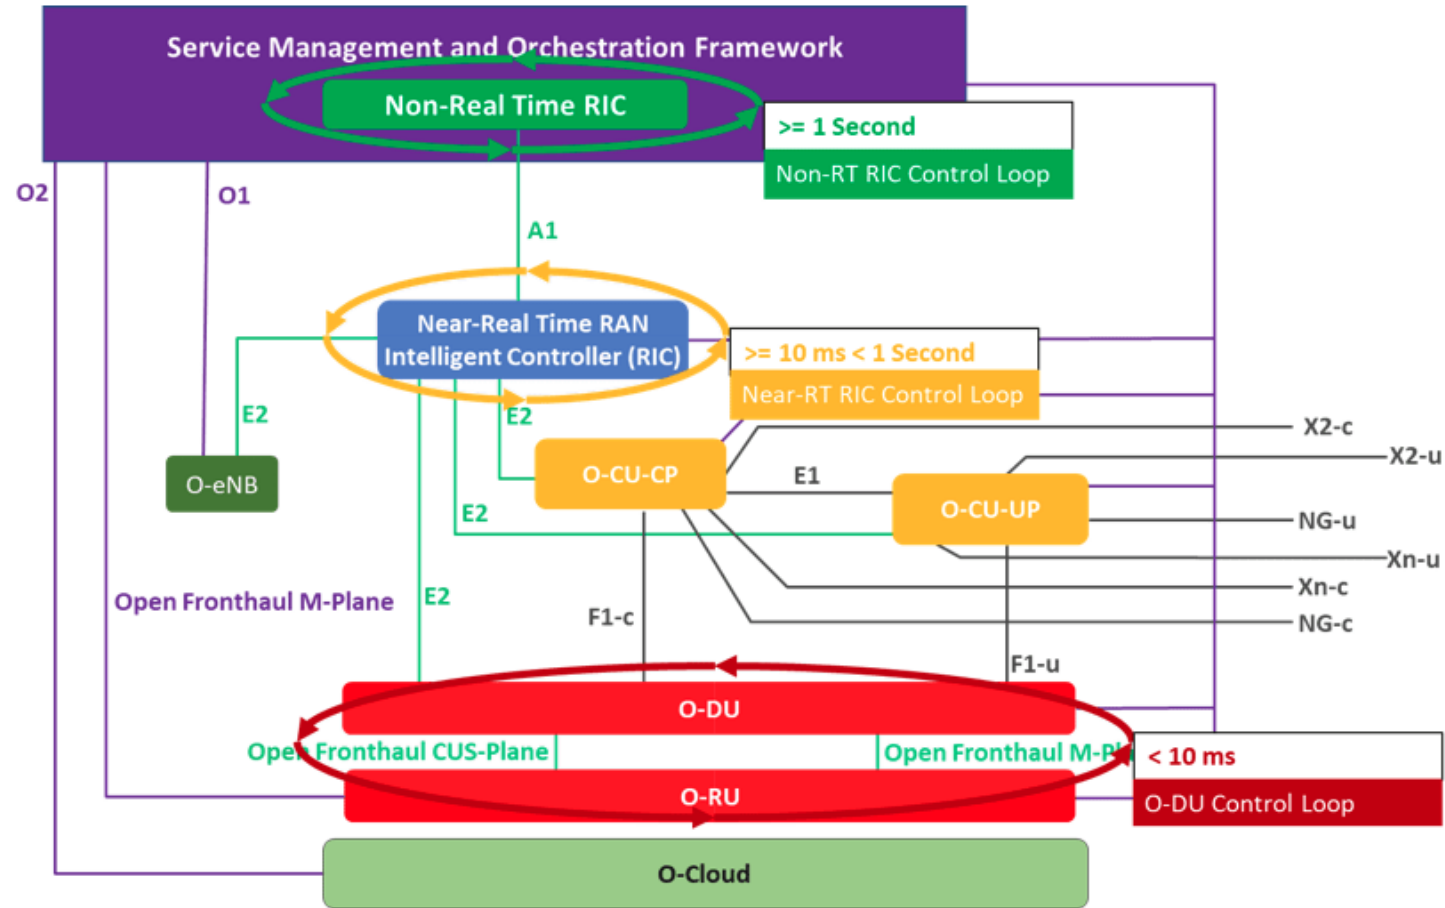 Service Management and Orchestration Framework
Non-Real Time RIC
>= 1 Second
Non-RT RIC Control Loop
O2
O1
A1
Near-Real Time RAN
Intelligent Controller (RIC)
>= 10 ms < 1 Second
Near-RT RIC Control Loop
E2
E2
X2-c
X2-u
O-eNB
O-CU-CP
E1
O-CU-UP
E2
NG-u
Xn-u
Xn-c
Open Fronthaul M-Plane
E2
F1-c
NG-c
F1-u
O-DU
Open Fronthaul CUS-Plane
Open Fronthaul M-Pl
< 10 ms
O-RU
O-DU Control Loop
O-Cloud